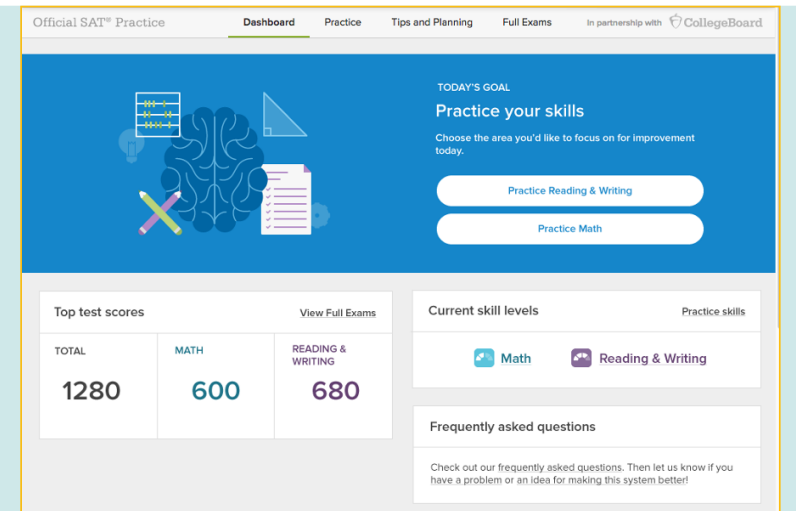 Official SAT® Practice
Dashboard
Practice
Tips and Planning
Full Exams
In partnership with CollegeBoard
TODAY'S GOAL
Practice your skills
Choose the area you'd like to focus on for improvement
today.
Practice Reading & Writing
Practice Math
Top test scores
View Full Exams
TOTAL
1280
MATH
600
READING &
WRITING
680
Current skill levels
Practice skills
Math
Reading & Writing
Frequently asked questions
Check out our frequently asked questions. Then let us know if you
have a problem or an idea for making this system better!